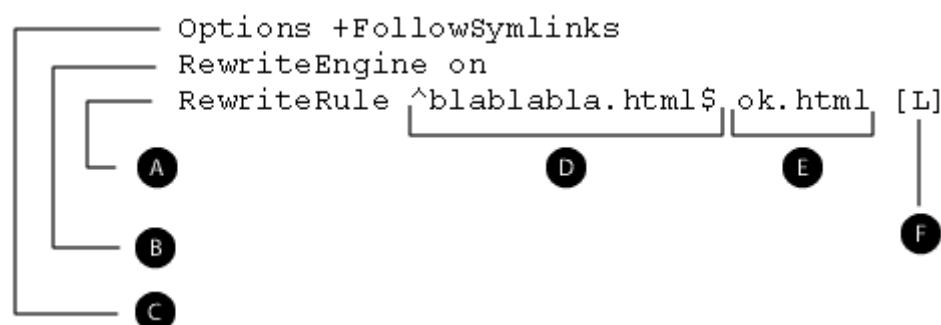 Options +FollowSymlinks
RewriteEngine on
RewriteRule ^blablabla.html$ ok.html [L]
A D E
F
B
C